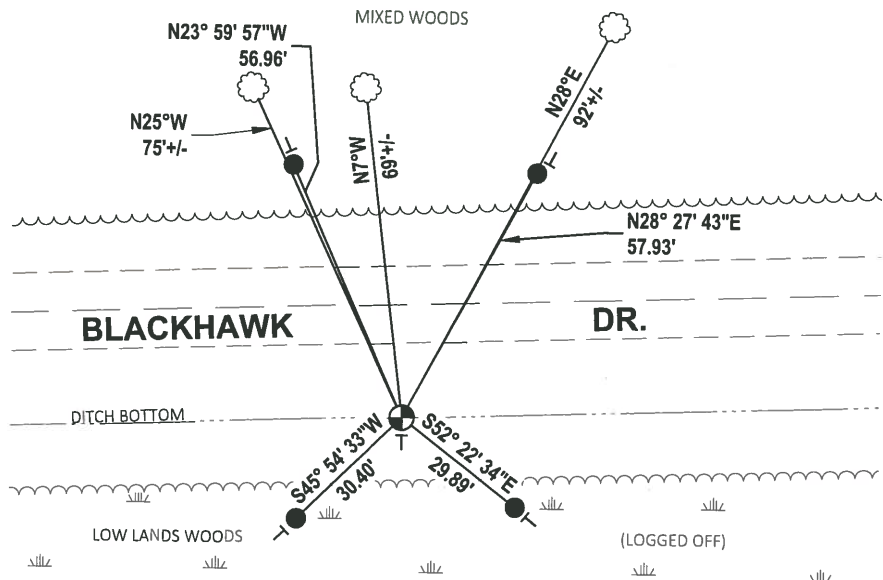 MIXED WOODS
N23° 59' 57"W
56.96'
N25°W
75'+/-
N7°W
69'+/-
N28°E
92'+/-
N28° 27' 43"E
57.93'
BLACKHAWK DR.
DITCH BOTTOM
S45° 54' 33"W
30.40'
S52° 22' 34"E
29.89'
LOW LANDS WOODS
(LOGGED OFF)